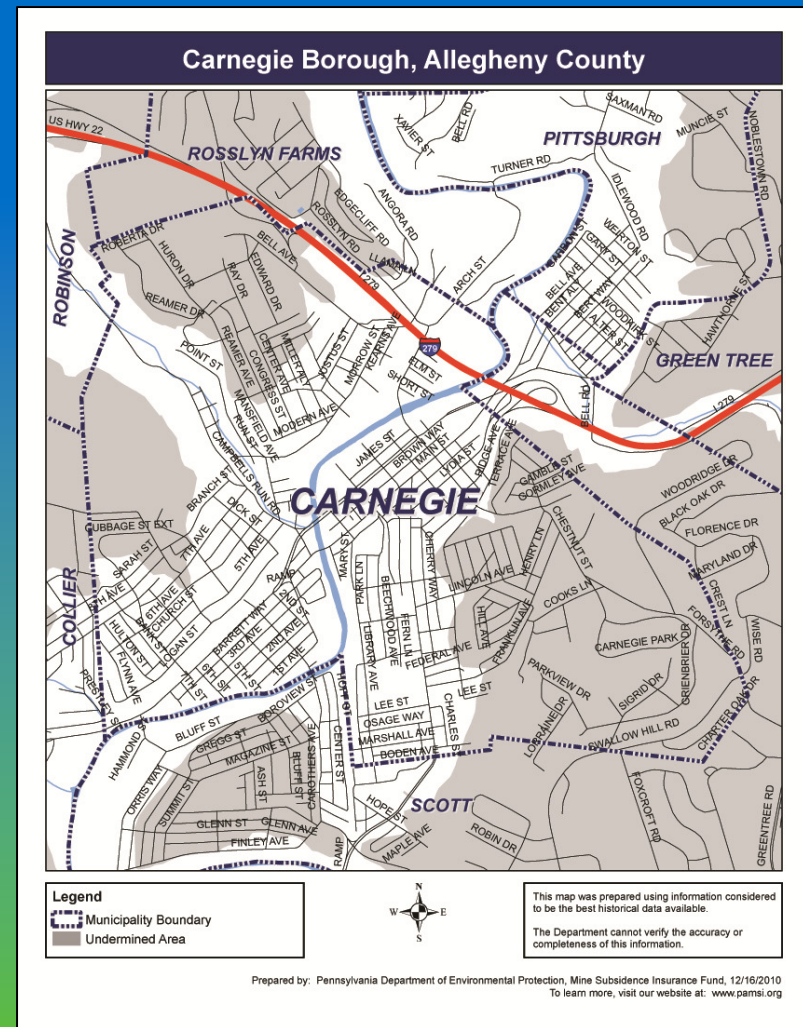 Carnegie Borough, Allegheny County
US HWY 22
ROSSLYN FARMS
PITTSBURGH
XAVIER ST
BELL RD
SAXMAN RD
MUNCIE ST
NOBLESTOWN RD
TURNER RD
IDLEWOOD RD
EDGECLIFF RD
ROSSLYN RD
ANGORA RD
ARCH ST
WERTON ST
GARY ST
BELL AVE
BENT ALY
BERT WAY
WOODKIRK ST
ALTER ST
HAWTHORNE ST
ROBINSON
ROBERTA DR
HURON DR
RAY DR
EDWARD DR
BELL AVE
I 279
REAMER DR
REAMER AVE
CENTER AVE
CONGRESS ST
MILLER ALY
JUSTUS ST
MORROW ST
KEARNS AVE
279
ELM ST
SHORT ST
GREEN TREE
BELL RD
I 279
POINT ST
MANSFIELD AVE
RUN ST
MODERN AVE
CAMPBELLS RUN RD
JAMES ST
BROWN WAY
MAIN ST
LYDIA ST
RIDGE AVE
TERRACE AVE
GAMBLE ST
GORMLEY AVE
WOODRIDGE DR
BLACK OAK DR
FLORENCE DR
MARYLAND DR
CARNEGIE
BRANCH ST
DICK ST
CUBBAGE ST EXT
SARAH ST
7TH AVE
5TH AVE
8TH AVE
6TH AVE
CHURCH ST
LOGAN ST
HULTON ST
FLYNN AVE
BARRETT WAY
3RD AVE
2ND ST
2ND AVE
1ST AVE
7TH ST
6TH ST
5TH ST
RAMP
MARY ST
PARK LN
BEECHWOOD AVE
FERN LN
CHERRY WAY
LIBRARY AVE
FEDERAL AVE
LINCOLN AVE
HENRY LN
CHESTNUT ST
COOKS LN
HILL AVE
FRANKLIN AVE
CREST LN
FORSYTHE RD
WISE RD
CARNEGIE PARK
GRIENBRIER DR
PARKVIEW DR
SIGRID DR
LORRAINE DR
SWALLOW HILL RD
CHARTER OAK DR
COLLIER
LEE ST
LEE ST
OSAGE WAY
MARSHALL AVE
BODEN AVE
CHARLES ST
HOFF ST
HAMMOND
BLUFF ST
BOROVIEW ST
GREGG ST
MAGAZINE ST
ASH ST
BLUFF ST
CAROTHERS AVE
CENTER ST
ORRIS WAY
SUMMIT ST
GLENN ST
GLENN AVE
FINLEY AVE
RAMP
HOPE ST
MAPLE AVE
SCOTT
ROBIN DR
FOXCROFT RD
GREENTREE RD
Legend
Municipality Boundary
Undermined Area
N
W E
S
This map was prepared using information considered
to be the best historical data available.
The Department cannot verify the accuracy or
completeness of this information.
Prepared by: Pennsylvania Department of Environmental Protection, Mine Subsidence Insurance Fund, 12/16/2010
To learn more, visit our website at: www.pamsi.org